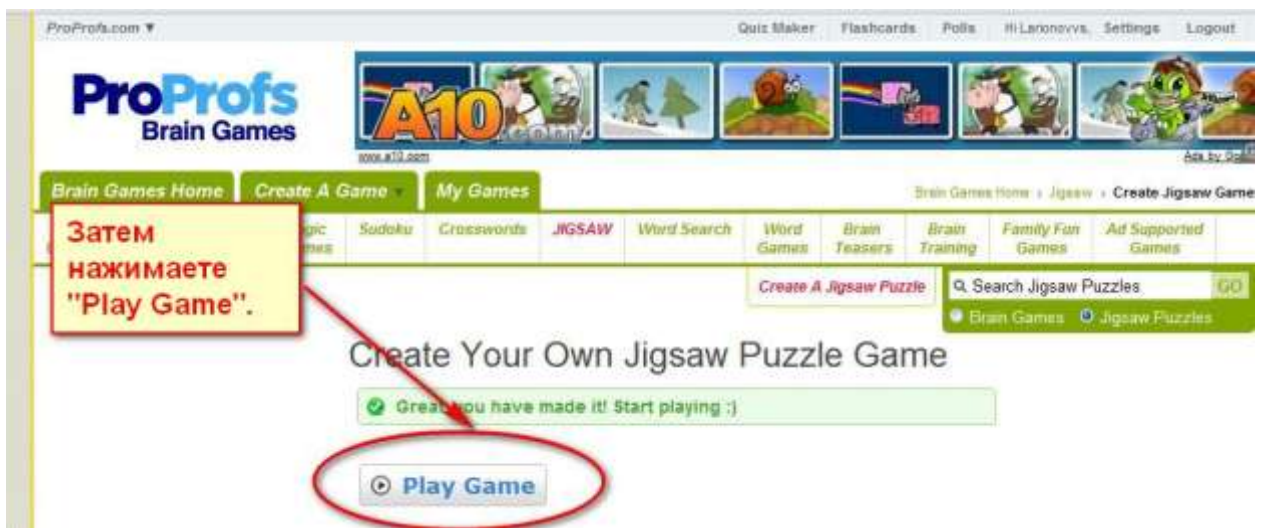 ProProfs.com ▼ Quiz Maker Flashcards Polls Hi Larionovvs, Settings Logout
ProProfs
Brain Games
A10
www.a10.com
Ads by
Brain Games Home Create A Game ▼ My Games
Brain Games Home › Jigsaw › Create Jigsaw Game
Sudoku Crosswords JIGSAW Word Search Word Games Brain Teasers Brain Training Family Fun Games Ad Supported Games
Затем
нажимаете
"Play Game".
Create A Jigsaw Puzzle
Search Jigsaw Puzzles GO
Brain Games Jigsaw Puzzles
Create Your Own Jigsaw Puzzle Game
Great you have made it! Start playing :)
Play Game